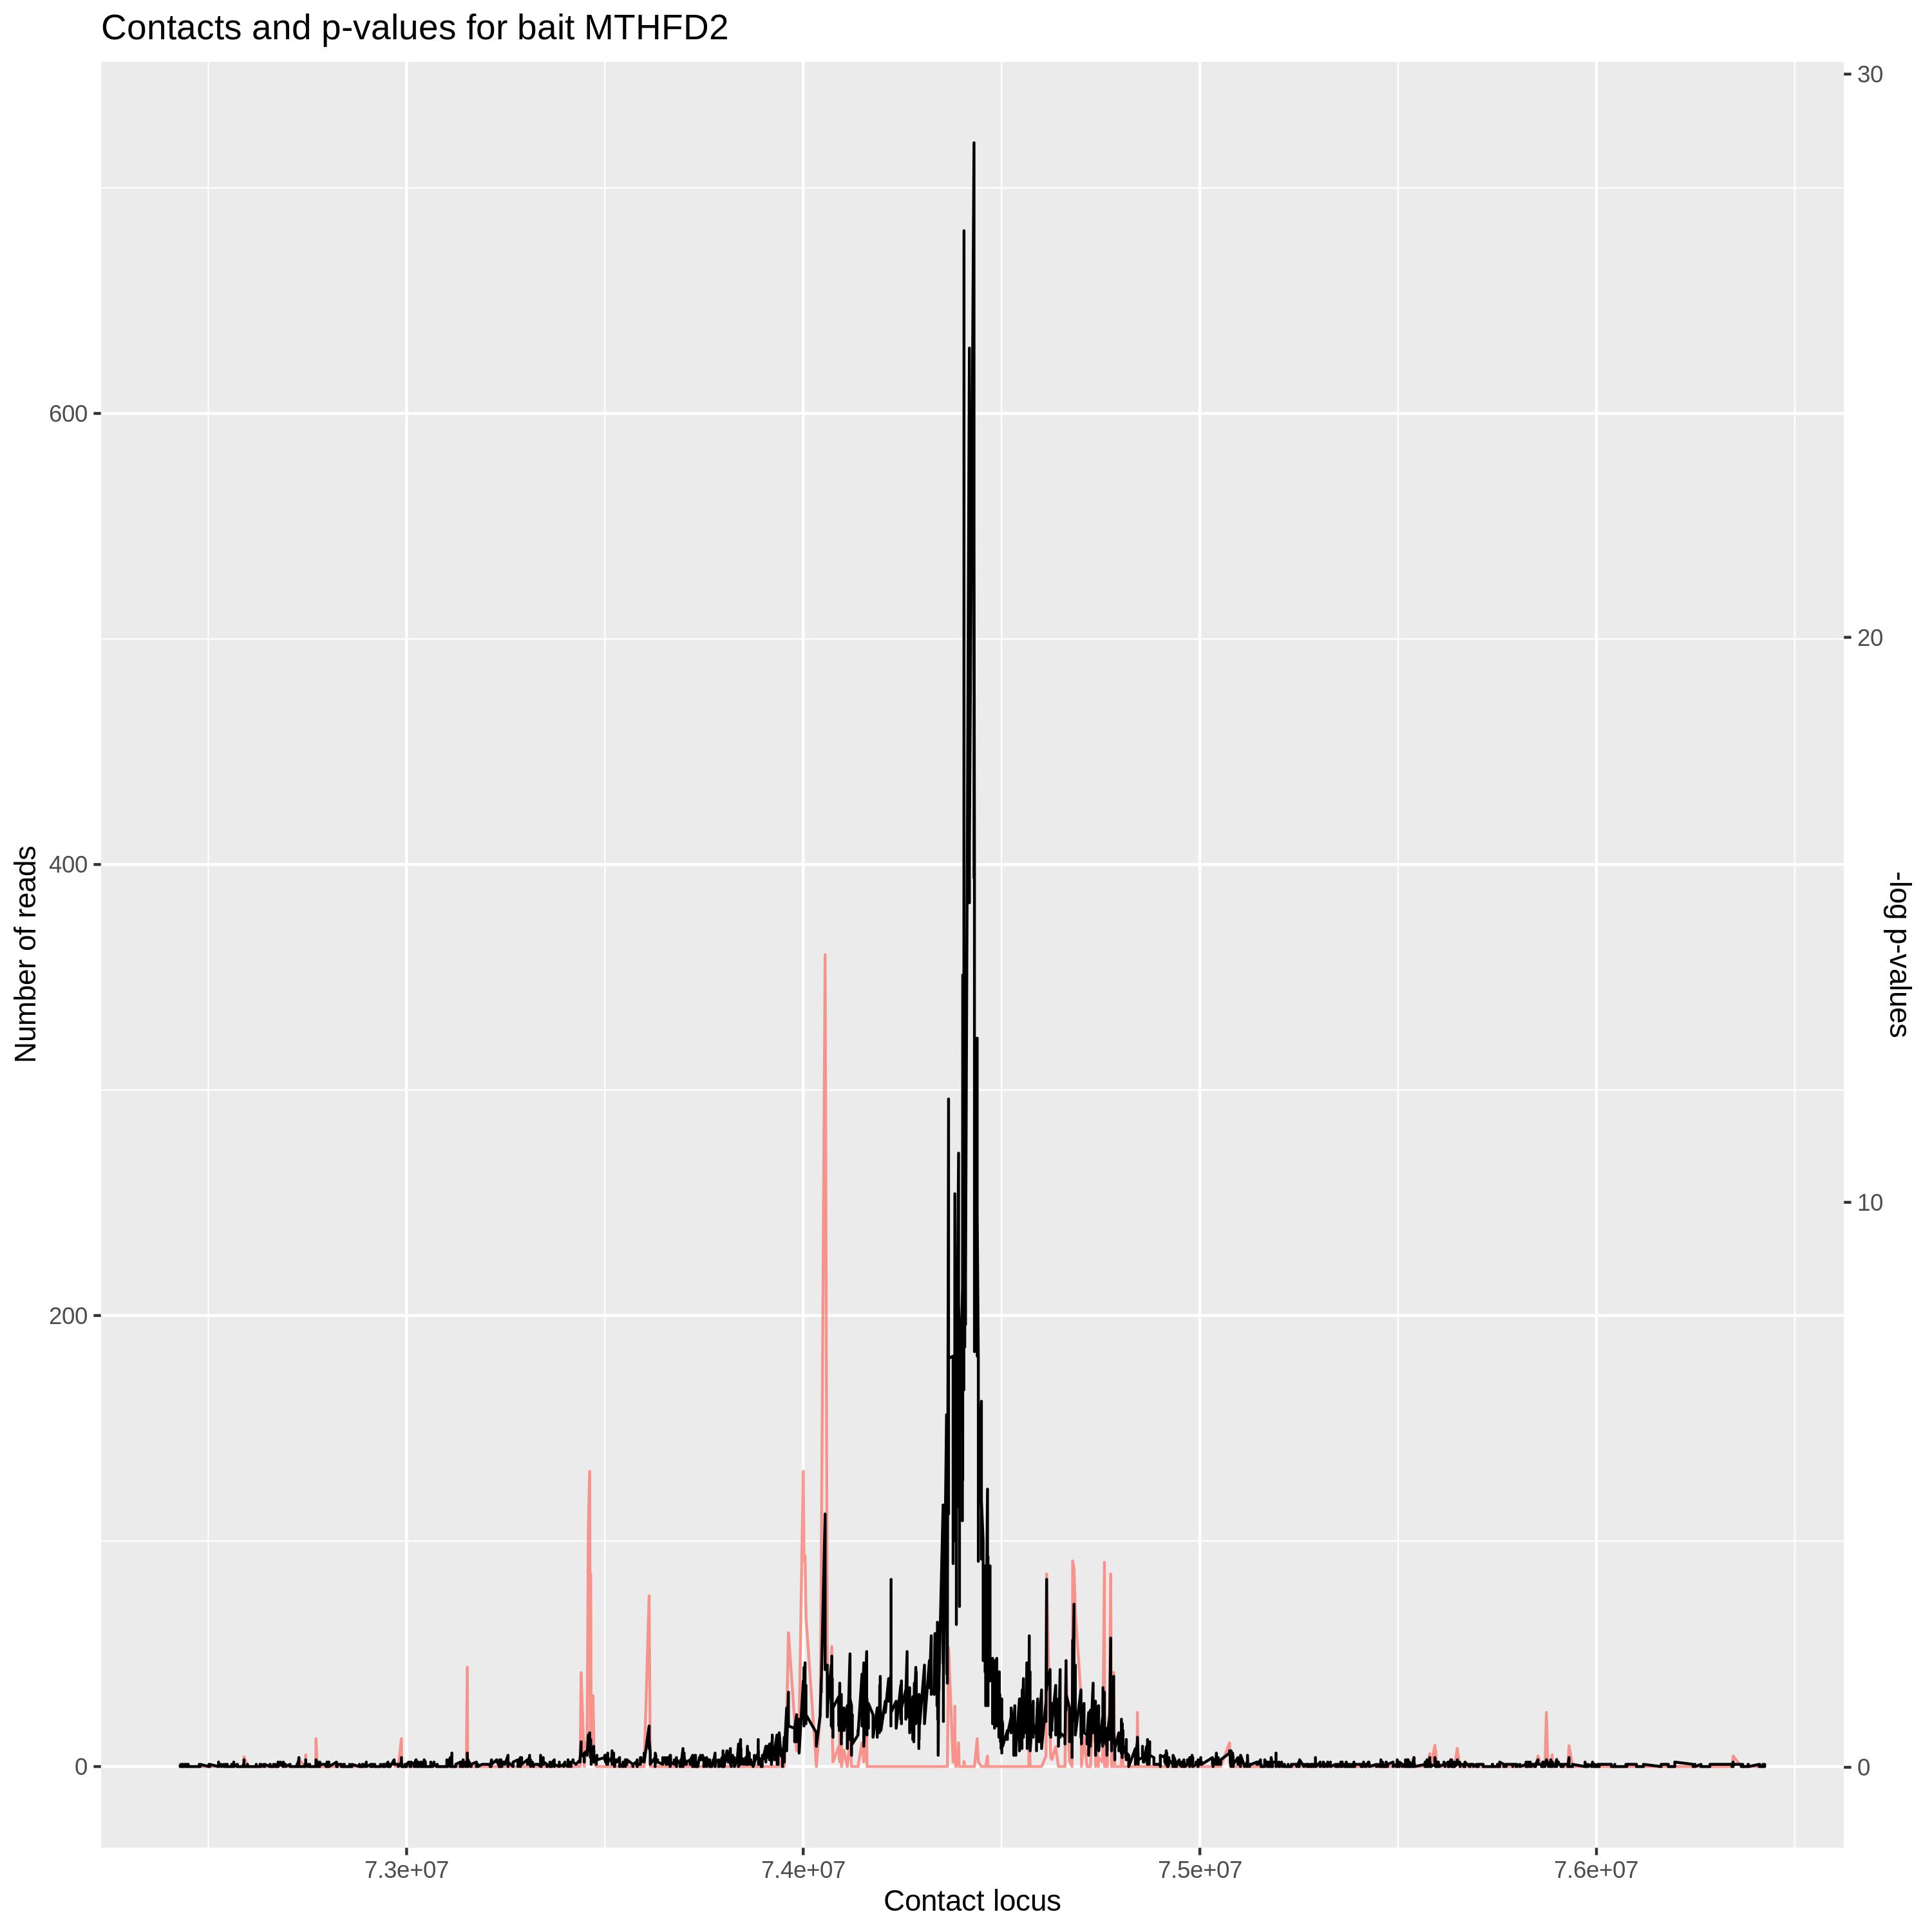 Contacts and p-values for bait MTHFD2
30
600
20
Number of reads
400
-log p-values
10
200
0
0
7.3e+07
7.4e+07
7.5e+07
7.6e+07
Contact locus